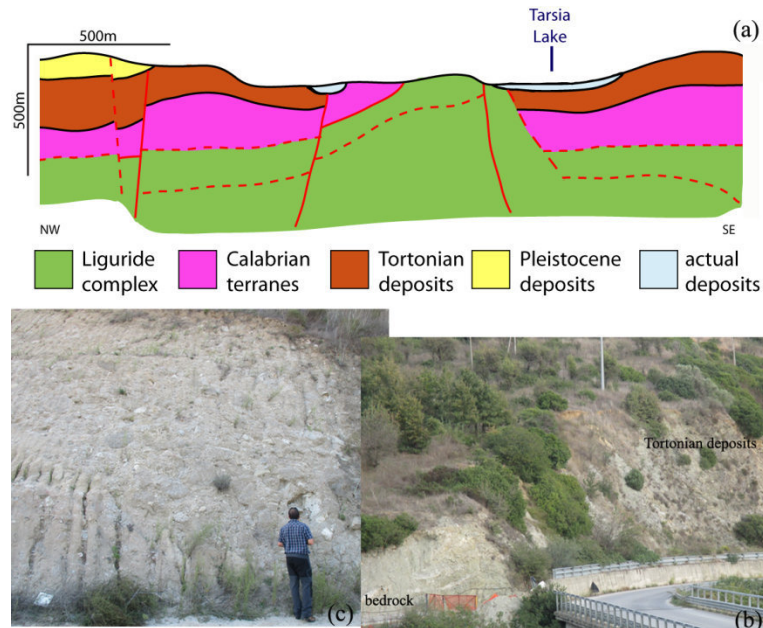 (a)
Tarsia
Lake
500m
500m
NW
SE
Liguride
complex
Calabrian
terranes
Tortonian
deposits
Pleistocene
deposits
actual
deposits
Tortonian deposits
bedrock
(c)
(b)